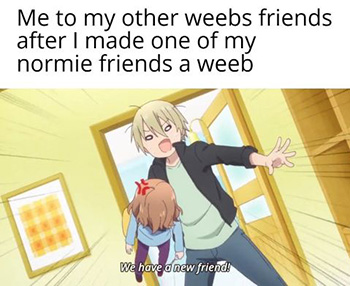 Me to my other weebs friends
after I made one of my
normie friends a weeb
We have a new friend!